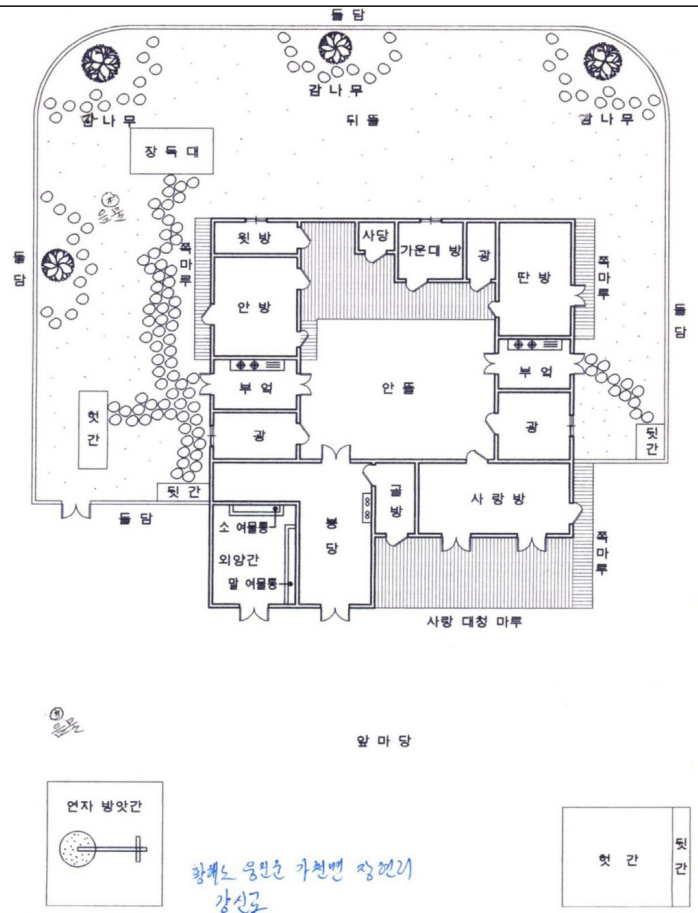 돌 담
감 나 무
감 나 무
감 나 무
뒤 뜰
장 독 대
우물
돌 담
쪽 마 루
윗 방
사당
가운데 방
광
딴 방
쪽 마 루
돌 담
안 방
부 엌
안 뜰
부 엌
헛 간
광
광
뒷 간
뒷 간
돌 담
소 여물통
외양간
말 여물통
봉 당
골 방
사 랑 방
쪽 마 루
사랑 대청 마루
우물
앞 마 당
연자 방앗간
헛 간
뒷 간
황해도 옹진군 가천면 장현리